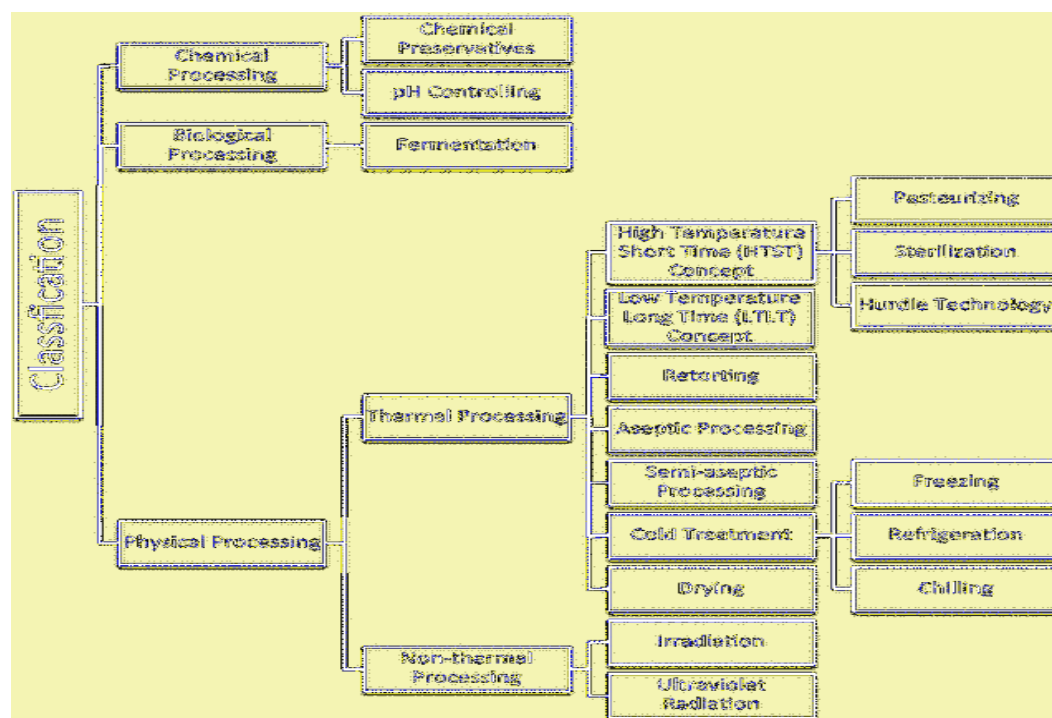 Classfication
Chemical
Processing
Chemical
Preservatives
pH Controlling
Biological
Processing
Fermentation
Physical Processing
Thermal Processing
High Temperature
Short Time (HTST)
Concept
Pasteurizing
Sterilization
Hurdle Technology
Low Temperature
Long Time (LTLT)
Concept
Retorting
Aseptic Processing
Semi-aseptic
Processing
Cold Treatment
Freezing
Refrigeration
Chilling
Drying
Non-thermal
Processing
Irradiation
Ultraviolet
Radiation